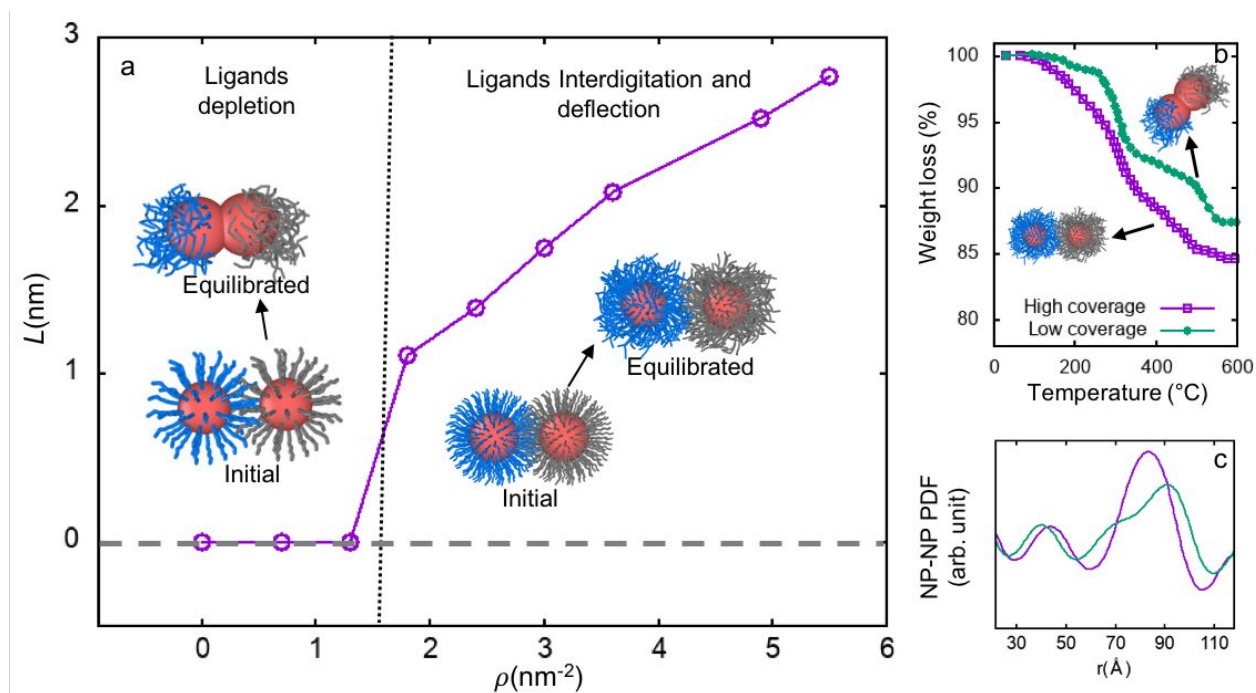 a
Ligands
depletion
Ligands Interdigitation and
deflection
Equilibrated
Initial
Equilibrated
Initial
L(nm)
3
2
1
0
0 1 2 3 4 5 6
ρ(nm⁻²)
b
Weight loss (%)
100
95
90
85
80
High coverage
Low coverage
0 200 400 600
Temperature (°C)
c
NP-NP PDF
(arb. unit)
21 30 50 70 90 110
r(Å)